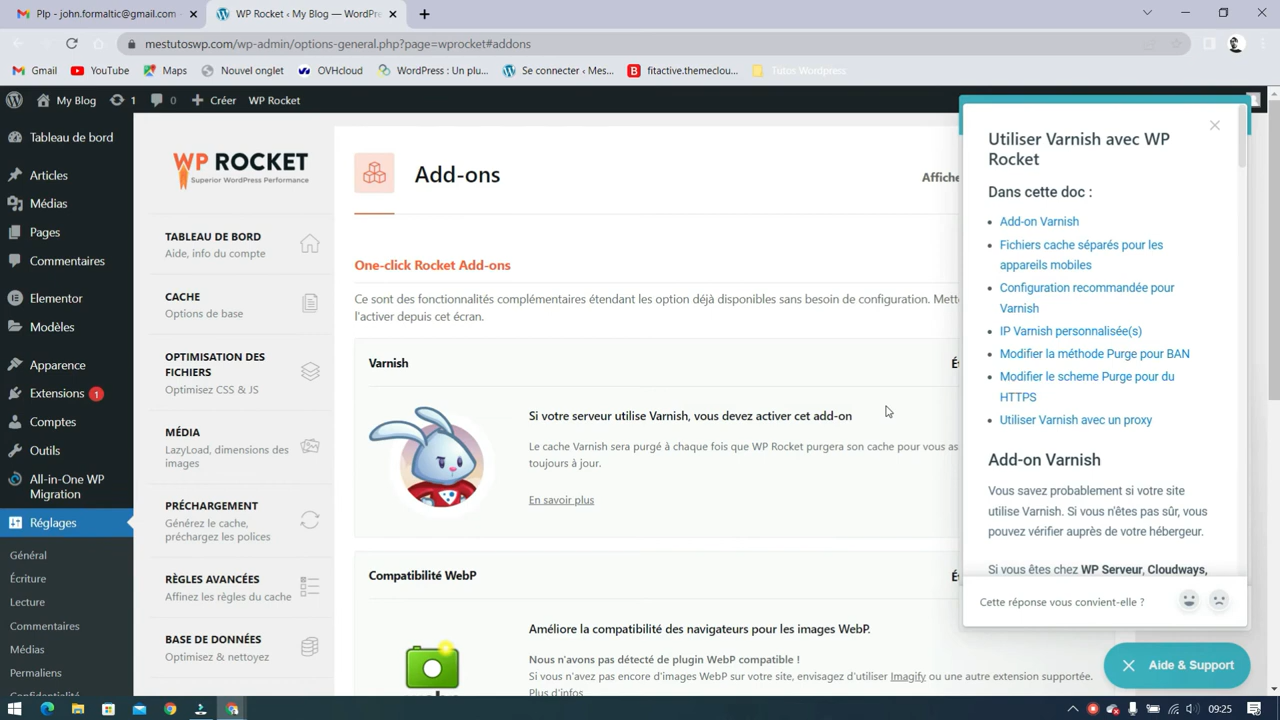 Plp - john.formaltic@gmail.com
WP Rocket ‹ My Blog — WordPr
mestutoswp.com/wp-admin/options-general.php?page=wprocket#addons
Gmail
YouTube
Maps
Nouvel onglet
OVHcloud
WordPress : Un plu...
Se connecter ‹ Mes...
fitactive.themeclou...
Tutos Wordpress
My Blog
1
0
Créer
WP Rocket
Tableau de bord
Articles
Médias
Pages
Commentaires
Elementor
Modèles
Apparence
Extensions 1
Comptes
Outils
All-in-One WP
Migration
Réglages
Général
Écriture
Lecture
Commentaires
Médias
Permaliens
Confidentialité
WP ROCKET
Superior WordPress Performance
TABLEAU DE BORD
Aide, info du compte
CACHE
Options de base
OPTIMISATION DES
FICHIERS
Optimisez CSS & JS
MÉDIA
LazyLoad, dimensions des
images
PRÉCHARGEMENT
Générez le cache,
préchargez les polices
RÈGLES AVANCÉES
Affinez les règles du cache
BASE DE DONNÉES
Optimisez & nettoyez
Add-ons
Affiche
One-click Rocket Add-ons
Ce sont des fonctionnalités complémentaires étendant les option déjà disponibles sans besoin de configuration. Mett
l'activer depuis cet écran.
Varnish
Si votre serveur utilise Varnish, vous devez activer cet add-on
Le cache Varnish sera purgé à chaque fois que WP Rocket purgera son cache pour vous as
toujours à jour.
En savoir plus
Compatibilité WebP
Améliore la compatibilité des navigateurs pour les images WebP.
Nous n'avons pas détecté de plugin WebP compatible !
Si vous n'avez pas encore d'images WebP sur votre site, envisagez d'utiliser Imagify ou une autre extension supportée.
Plus d'infos
Utiliser Varnish avec WP
Rocket
Dans cette doc :
Add-on Varnish
Fichiers cache séparés pour les
appareils mobiles
Configuration recommandée pour
Varnish
IP Varnish personnalisée(s)
Modifier la méthode Purge pour BAN
Modifier le scheme Purge pour du
HTTPS
Utiliser Varnish avec un proxy
Add-on Varnish
Vous savez probablement si votre site
utilise Varnish. Si vous n'êtes pas sûr, vous
pouvez vérifier auprès de votre hébergeur.
Si vous êtes chez WP Serveur, Cloudways,
Cette réponse vous convient-elle ?
Aide & Support
09:25